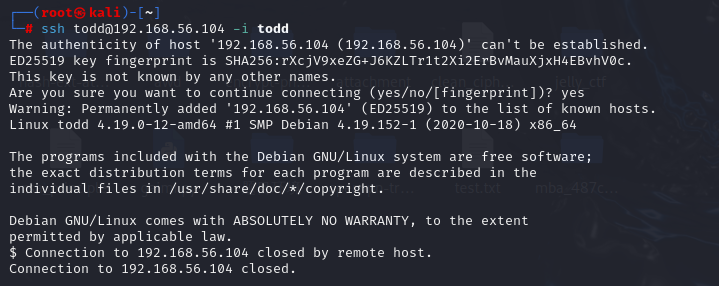 ┌──(root㉿kali)-[~]
└─# ssh todd@192.168.56.104 -i todd
The authenticity of host '192.168.56.104 (192.168.56.104)' can't be established.
ED25519 key fingerprint is SHA256:rXcjV9xeZG+J6KZLTr1t2Xi2ErBvMauXjxH4EBvhV0c.
This key is not known by any other names.
Are you sure you want to continue connecting (yes/no/[fingerprint])? yes
Warning: Permanently added '192.168.56.104' (ED25519) to the list of known hosts.
Linux todd 4.19.0-12-amd64 #1 SMP Debian 4.19.152-1 (2020-10-18) x86_64

The programs included with the Debian GNU/Linux system are free software;
the exact distribution terms for each program are described in the
individual files in /usr/share/doc/*/copyright.

Debian GNU/Linux comes with ABSOLUTELY NO WARRANTY, to the extent
permitted by applicable law.
$ Connection to 192.168.56.104 closed by remote host.
Connection to 192.168.56.104 closed.